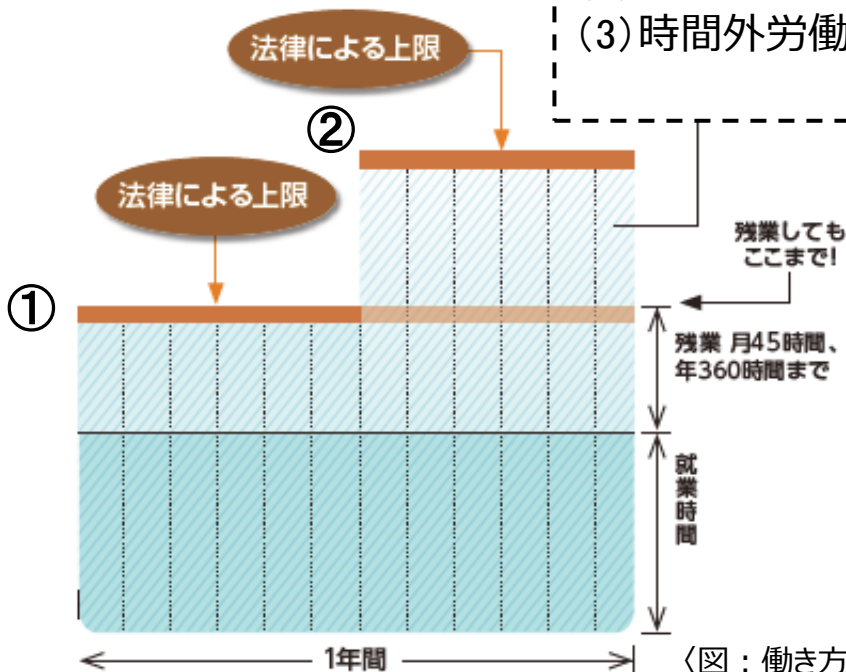 (3)時間外労働
法律による上限
②
法律による上限
残業しても
ここまで!
①
残業 月45時間、
年360時間まで
就業時間
1年間
〈図：働き方